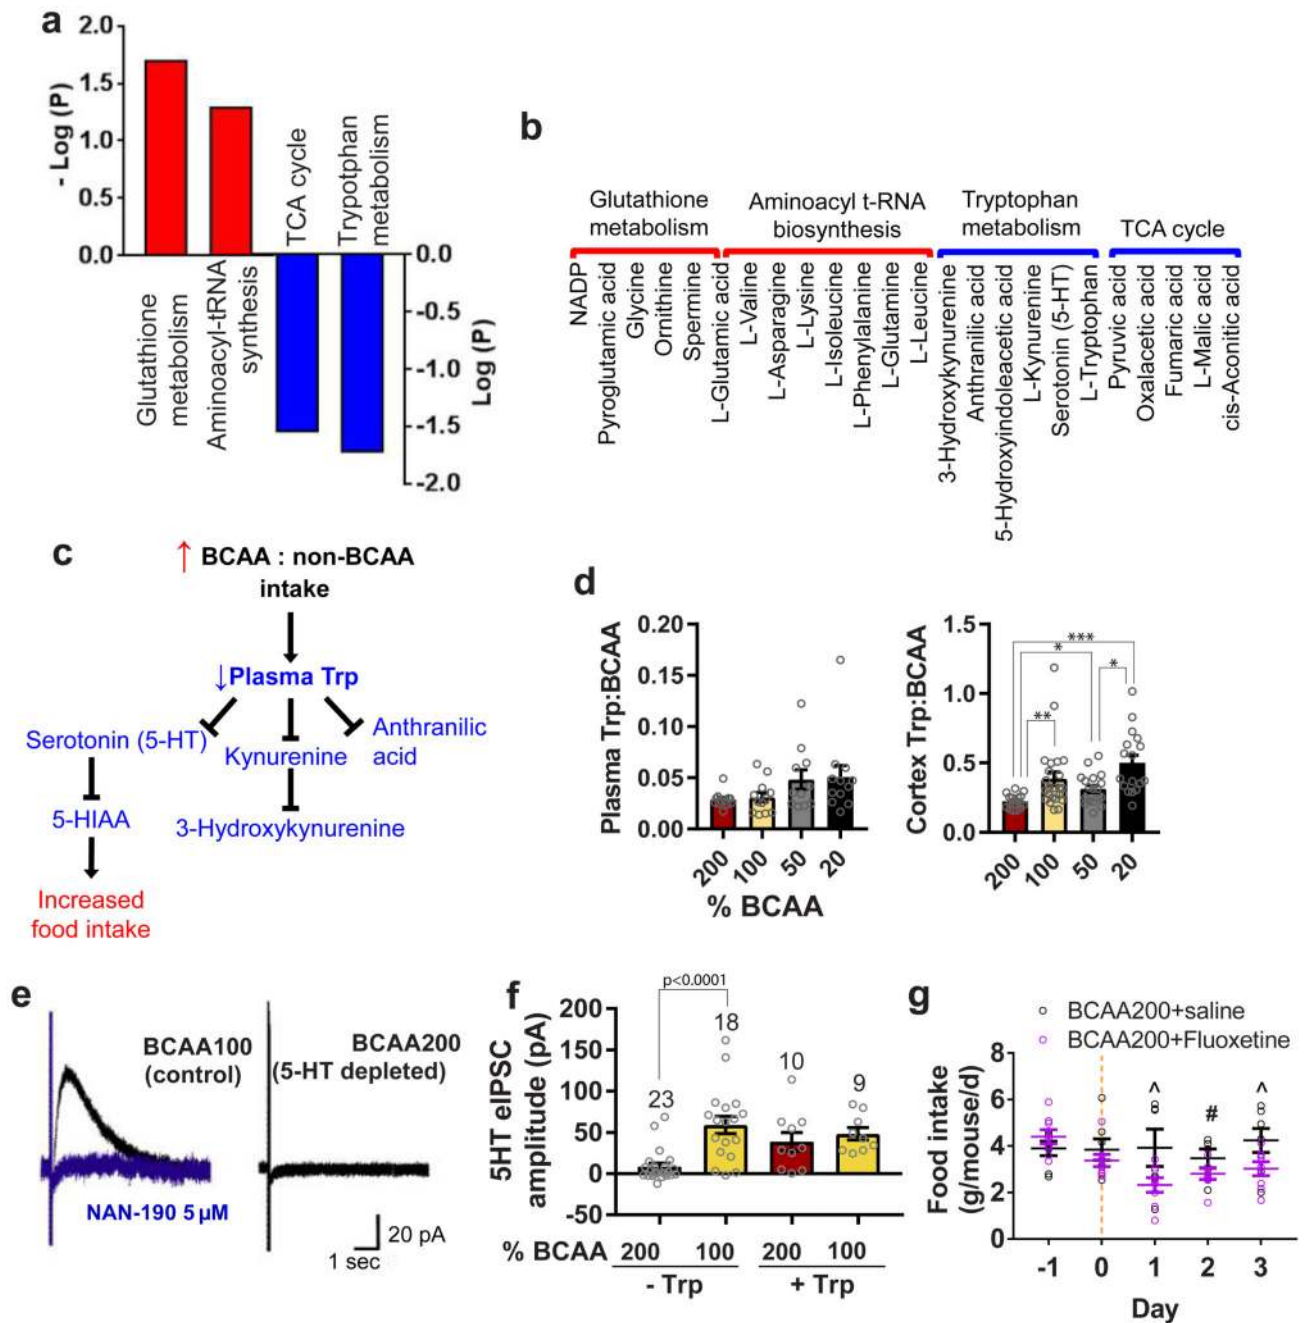 a
2.0
1.5
1.0
0.5
0.0
- Log (P)
Glutathione
metabolism
Aminoacyl-tRNA
synthesis
TCA cycle
Trypotphan
metabolism
0.0
-0.5
-1.0
-1.5
-2.0
Log (P)
b
Glutathione
metabolism
Aminoacyl t-RNA
biosynthesis
Tryptophan
metabolism
TCA cycle
NADP
Pyroglutamic acid
Glycine
Ornithine
Spermine
L-Glutamic acid
L-Valine
L-Asparagine
L-Lysine
L-Isoleucine
L-Phenylalanine
L-Glutamine
L-Leucine
3-Hydroxykynurenine
Anthranilic acid
5-Hydroxyindoleacetic acid
L-Kynurenine
Serotonin (5-HT)
L-Tryptophan
Pyruvic acid
Oxalacetic acid
Fumaric acid
L-Malic acid
cis-Aconitic acid
c
↑ BCAA : non-BCAA
intake
↓Plasma Trp
Serotonin (5-HT)
Kynurenine
Anthranilic
acid
5-HIAA
3-Hydroxykynurenine
Increased
food intake
d
Plasma Trp:BCAA
0.20
0.15
0.10
0.05
0.00
200
100
50
20
% BCAA
Cortex Trp:BCAA
1.5
1.0
0.5
0.0
***
*
*
**
200
100
50
20
e
BCAA100
(control)
BCAA200
(5-HT depleted)
NAN-190 5 µM
20 pA
1 sec
f
5HT eIPSC
amplitude (pA)
200
150
100
50
0
-50
p<0.0001
23
18
10
9
% BCAA 200 100 200 100
- Trp + Trp
g
BCAA200+saline
BCAA200+Fluoxetine
Food intake
(g/mouse/d)
8
6
4
2
0
^
#
^
-1 0 1 2 3
Day